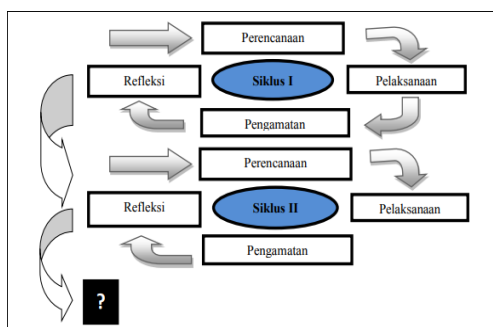 Perencanaan
Refleksi
Siklus I
Pelaksanaan
Pengamatan
Perencanaan
Refleksi
Siklus II
Pelaksanaan
Pengamatan
?